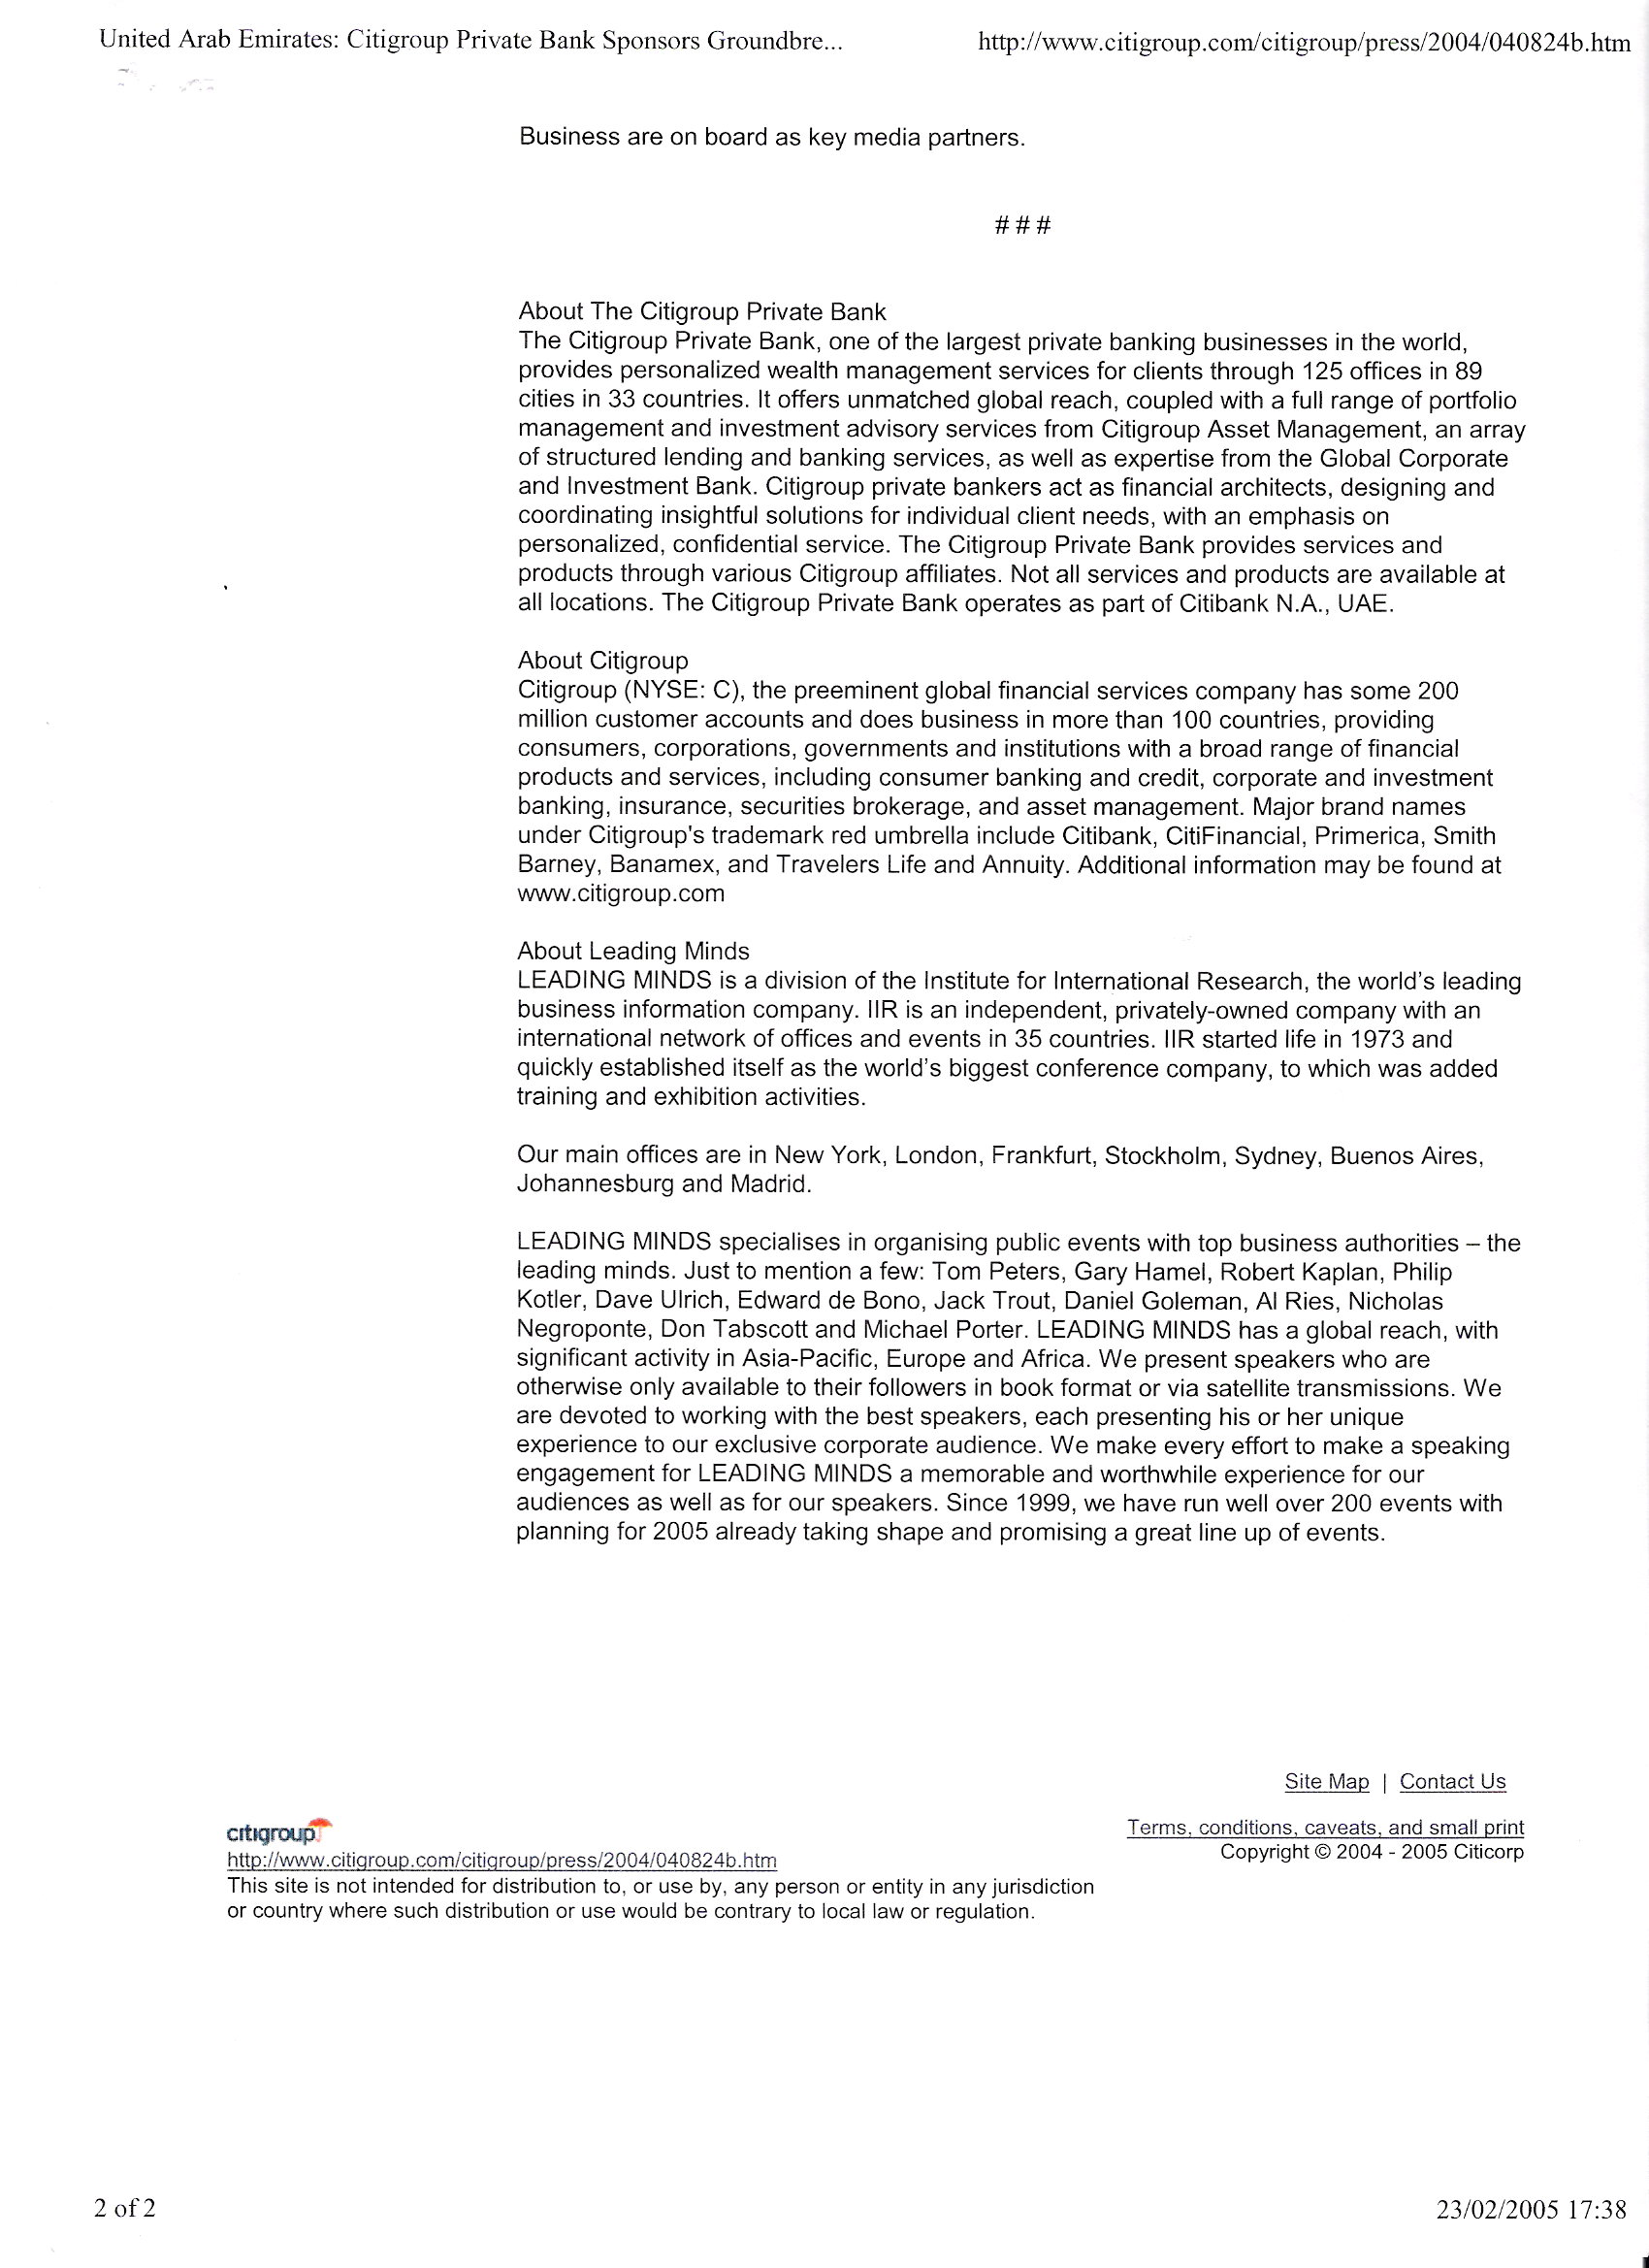 United Arab Emirates: Citigroup Private Bank Sponsors Groundbre... http://www.citigroup.com/citigroup/press/2004/040824b.htm
Business are on board as key media partners.
# # #
About The Citigroup Private Bank
The Citigroup Private Bank, one of the largest private banking businesses in the world,
provides personalized wealth management services for clients through 125 offices in 89
cities in 33 countries. It offers unmatched global reach, coupled with a full range of portfolio
management and investment advisory services from Citigroup Asset Management, an array
of structured lending and banking services, as well as expertise from the Global Corporate
and Investment Bank. Citigroup private bankers act as financial architects, designing and
coordinating insightful solutions for individual client needs, with an emphasis on
personalized, confidential service. The Citigroup Private Bank provides services and
products through various Citigroup affiliates. Not all services and products are available at
all locations. The Citigroup Private Bank operates as part of Citibank N.A., UAE.
About Citigroup
Citigroup (NYSE: C), the preeminent global financial services company has some 200
million customer accounts and does business in more than 100 countries, providing
consumers, corporations, governments and institutions with a broad range of financial
products and services, including consumer banking and credit, corporate and investment
banking, insurance, securities brokerage, and asset management. Major brand names
under Citigroup's trademark red umbrella include Citibank, CitiFinancial, Primerica, Smith
Barney, Banamex, and Travelers Life and Annuity. Additional information may be found at
www.citigroup.com
About Leading Minds
LEADING MINDS is a division of the Institute for International Research, the world's leading
business information company. IIR is an independent, privately-owned company with an
international network of offices and events in 35 countries. IIR started life in 1973 and
quickly established itself as the world's biggest conference company, to which was added
training and exhibition activities.
Our main offices are in New York, London, Frankfurt, Stockholm, Sydney, Buenos Aires,
Johannesburg and Madrid.
LEADING MINDS specialises in organising public events with top business authorities – the
leading minds. Just to mention a few: Tom Peters, Gary Hamel, Robert Kaplan, Philip
Kotler, Dave Ulrich, Edward de Bono, Jack Trout, Daniel Goleman, Al Ries, Nicholas
Negroponte, Don Tabscott and Michael Porter. LEADING MINDS has a global reach, with
significant activity in Asia-Pacific, Europe and Africa. We present speakers who are
otherwise only available to their followers in book format or via satellite transmissions. We
are devoted to working with the best speakers, each presenting his or her unique
experience to our exclusive corporate audience. We make every effort to make a speaking
engagement for LEADING MINDS a memorable and worthwhile experience for our
audiences as well as for our speakers. Since 1999, we have run well over 200 events with
planning for 2005 already taking shape and promising a great line up of events.
Site Map | Contact Us
citigroup
Terms, conditions, caveats, and small print
Copyright © 2004 - 2005 Citicorp
http://www.citigroup.com/citigroup/press/2004/040824b.htm
This site is not intended for distribution to, or use by, any person or entity in any jurisdiction
or country where such distribution or use would be contrary to local law or regulation.
2 of 2 23/02/2005 17:38